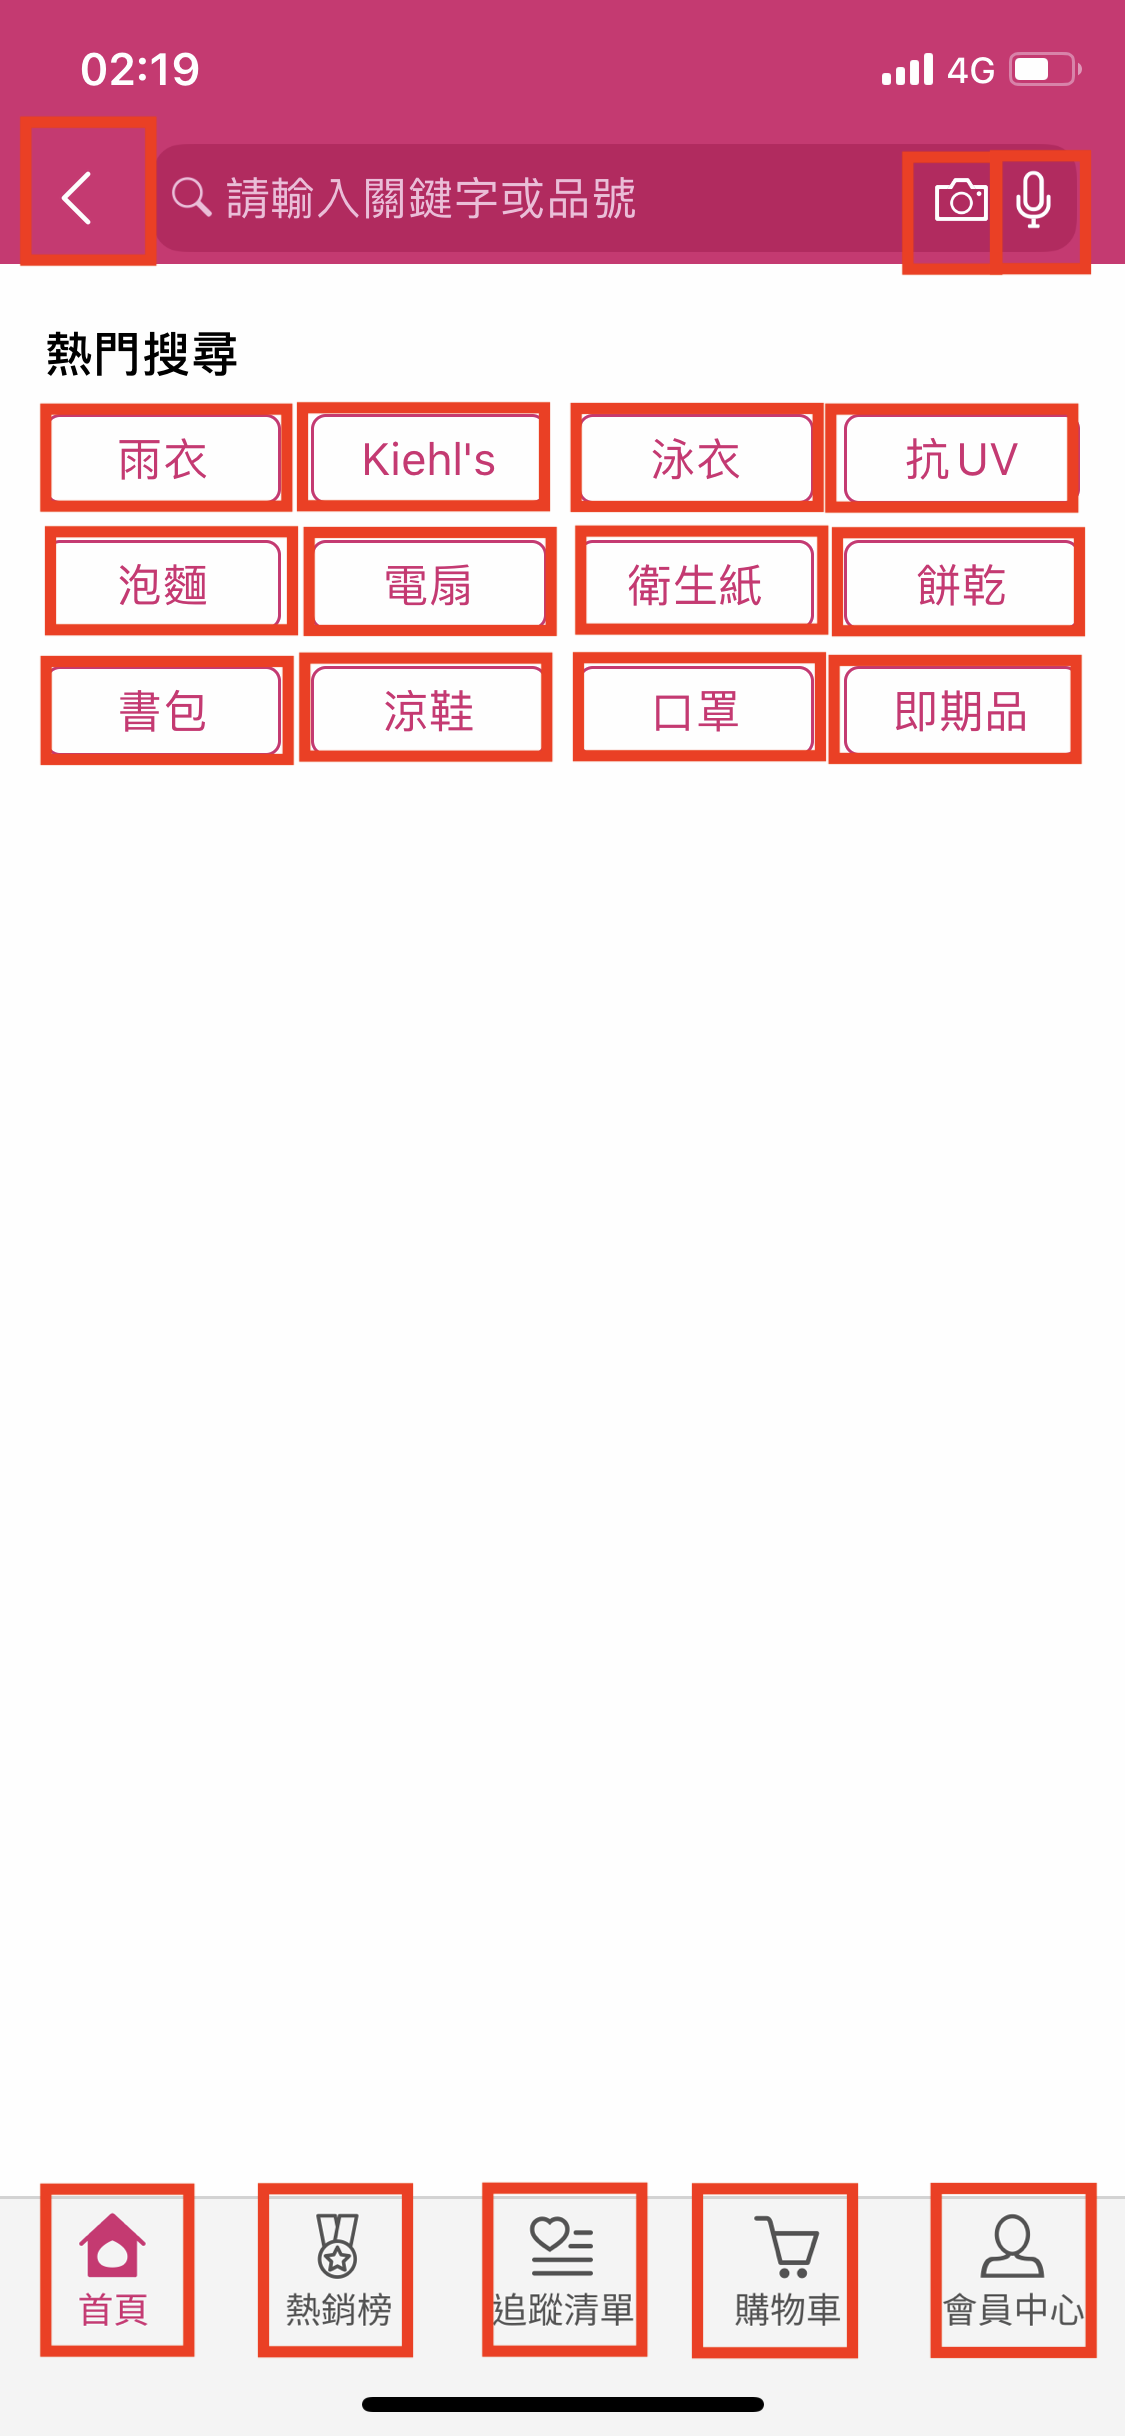 02:19 4G
請輸入關鍵字或品號
熱門搜尋
雨衣 Kiehl's 泳衣 抗UV
泡麵 電扇 衛生紙 餅乾
書包 涼鞋 口罩 即期品
首頁 熱銷榜 追蹤清單 購物車 會員中心